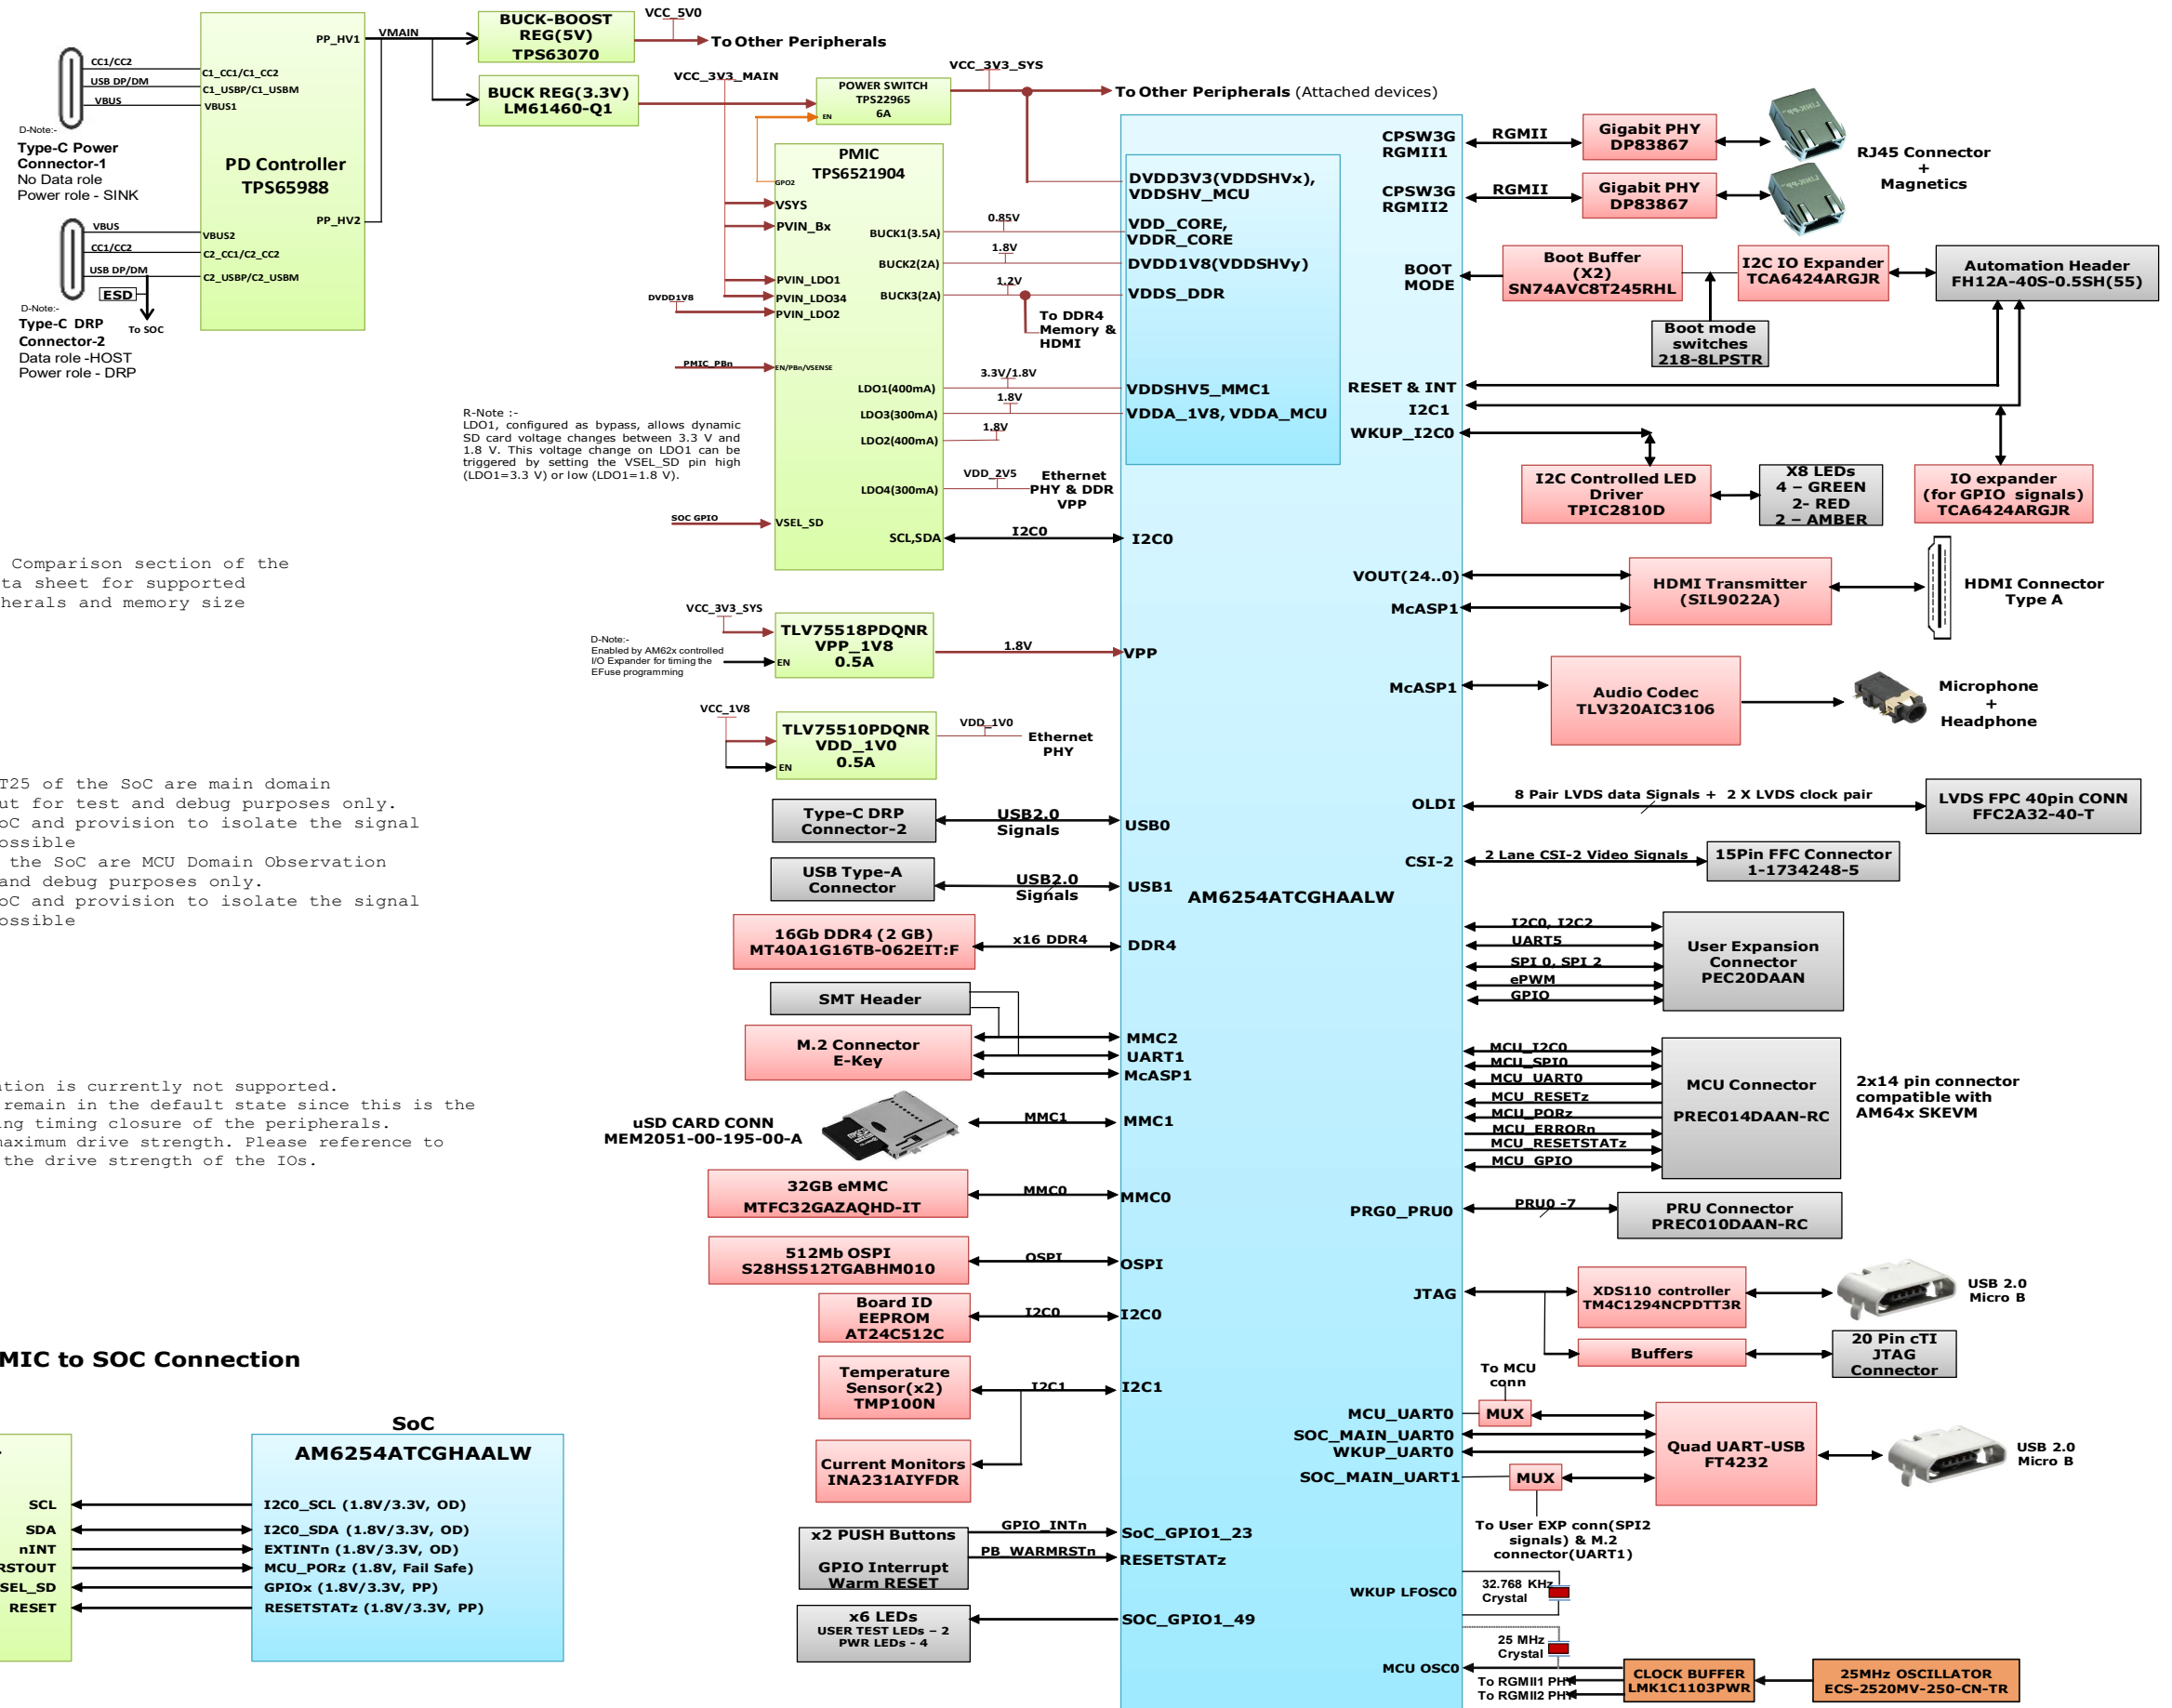 CC1/CC2
USB DP/DM
VBUS
D-Note:-
Type-C Power
Connector-1
No Data role
Power role - SINK
VBUS
CC1/CC2
USB DP/DM
ESD
To SOC
D-Note:-
Type-C DRP
Connector-2
Data role -HOST
Power role - DRP
PP_HV1
C1_CC1/C1_CC2
C1_USBP/C1_USBM
VBUS1
PD Controller
TPS65988
PP_HV2
VBUS2
C2_CC1/C2_CC2
C2_USBP/C2_USBM
VMAIN
BUCK-BOOST
REG(5V)
TPS63070
VCC_5V0
To Other Peripherals
BUCK REG(3.3V)
LM61460-Q1
VCC_3V3_MAIN
POWER SWITCH
TPS22965
6A
EN
VCC_3V3_SYS
To Other Peripherals (Attached devices)
PMIC
TPS6521904
GPO2
VSYS
PVIN_Bx
PVIN_LDO1
PVIN_LDO34
PVIN_LDO2
DVDD1V8
PMIC_PBn
EN/PBn/VSENSE
SOC GPIO
VSEL_SD
BUCK1(3.5A)
BUCK2(2A)
BUCK3(2A)
LDO1(400mA)
LDO3(300mA)
LDO2(400mA)
LDO4(300mA)
SCL,SDA
0.85V
1.8V
1.2V
To DDR4
Memory &
HDMI
3.3V/1.8V
1.8V
1.8V
VDD_2V5
Ethernet
PHY & DDR
VPP
I2C0
I2C0
DVDD3V3(VDDSHVx),
VDDSHV_MCU
VDD_CORE,
VDDR_CORE
DVDD1V8(VDDSHVy)
VDDS_DDR
VDDSHV5_MMC1
VDDA_1V8, VDDA_MCU
R-Note :-
LDO1, configured as bypass, allows dynamic
SD card voltage changes between 3.3 V and
1.8 V. This voltage change on LDO1 can be
triggered by setting the VSEL_SD pin high
(LDO1=3.3 V) or low (LDO1=1.8 V).
Comparison section of the
ta sheet for supported
herals and memory size
VCC_3V3_SYS
D-Note:-
Enabled by AM62x controlled
I/O Expander for timing the
EFuse programming
TLV75518PDQNR
VPP_1V8
0.5A
EN
1.8V
VPP
VCC_1V8
TLV75510PDQNR
VDD_1V0
0.5A
EN
VDD_1V0
Ethernet
PHY
T25 of the SoC are main domain
ut for test and debug purposes only.
oC and provision to isolate the signal
ossible
the SoC are MCU Domain Observation
and debug purposes only.
oC and provision to isolate the signal
ossible
Type-C DRP
Connector-2
USB2.0
Signals
USB0
USB Type-A
Connector
USB2.0
Signals
USB1
16Gb DDR4 (2 GB)
MT40A1G16TB-062EIT:F
x16 DDR4
DDR4
SMT Header
M.2 Connector
E-Key
MMC2
UART1
McASP1
ation is currently not supported.
remain in the default state since this is the
ing timing closure of the peripherals.
maximum drive strength. Please reference to
the drive strength of the IOs.
uSD CARD CONN
MEM2051-00-195-00-A
MMC1
MMC1
32GB eMMC
MTFC32GAZAQHD-IT
MMC0
MMC0
512Mb OSPI
S28HS512TGABHM010
OSPI
OSPI
Board ID
EEPROM
AT24C512C
I2C0
I2C0
Temperature
Sensor(x2)
TMP100N
I2C1
I2C1
Current Monitors
INA231AIYFDR
x2 PUSH Buttons
GPIO Interrupt
Warm RESET
GPIO_INTn
PB_WARMRSTn
SoC_GPIO1_23
RESETSTATz
x6 LEDs
USER TEST LEDs – 2
PWR LEDs - 4
SOC_GPIO1_49
AM6254ATCGHAALW
MIC to SOC Connection
SoC
AM6254ATCGHAALW
SCL
I2C0_SCL (1.8V/3.3V, OD)
SDA
I2C0_SDA (1.8V/3.3V, OD)
nINT
EXTINTn (1.8V/3.3V, OD)
RSTOUT
MCU_PORz (1.8V, Fail Safe)
SEL_SD
GPIOx (1.8V/3.3V, PP)
RESET
RESETSTATz (1.8V/3.3V, PP)
CPSW3G
RGMII1
RGMII
Gigabit PHY
DP83867
CPSW3G
RGMII2
RGMII
Gigabit PHY
DP83867
RJ45 Connector
+
Magnetics
BOOT
MODE
Boot Buffer
(X2)
SN74AVC8T245RHL
I2C IO Expander
TCA6424ARGJR
Automation Header
FH12A-40S-0.5SH(55)
Boot mode
switches
218-8LPSTR
RESET & INT
I2C1
WKUP_I2C0
I2C Controlled LED
Driver
TPIC2810D
X8 LEDs
4 – GREEN
2- RED
2 – AMBER
IO expander
(for GPIO signals)
TCA6424ARGJR
VOUT(24..0)
McASP1
HDMI Transmitter
(SIL9022A)
HDMI Connector
Type A
McASP1
Audio Codec
TLV320AIC3106
Microphone
+
Headphone
OLDI
8 Pair LVDS data Signals + 2 X LVDS clock pair
LVDS FPC 40pin CONN
FFC2A32-40-T
CSI-2
2 Lane CSI-2 Video Signals
15Pin FFC Connector
1-1734248-5
I2C0, I2C2
UART5
SPI 0, SPI 2
ePWM
GPIO
User Expansion
Connector
PEC20DAAN
MCU_I2C0
MCU_SPI0
MCU_UART0
MCU_RESETz
MCU_PORz
MCU_ERRORn
MCU_RESETSTATz
MCU_GPIO
MCU Connector
PREC014DAAN-RC
2x14 pin connector
compatible with
AM64x SKEVM
PRG0_PRU0
PRU0 -7
PRU Connector
PREC010DAAN-RC
JTAG
XDS110 controller
TM4C1294NCPDTT3R
USB 2.0
Micro B
Buffers
20 Pin cTI
JTAG
Connector
To MCU
conn
MCU_UART0
MUX
SOC_MAIN_UART0
WKUP_UART0
SOC_MAIN_UART1
MUX
Quad UART-USB
FT4232
USB 2.0
Micro B
To User EXP conn(SPI2
signals) & M.2
connector(UART1)
WKUP LFOSC0
32.768 KHz
Crystal
25 MHz
Crystal
MCU OSC0
To RGMII1 PHY
To RGMII2 PHY
CLOCK BUFFER
LMK1C1103PWR
25MHz OSCILLATOR
ECS-2520MV-250-CN-TR